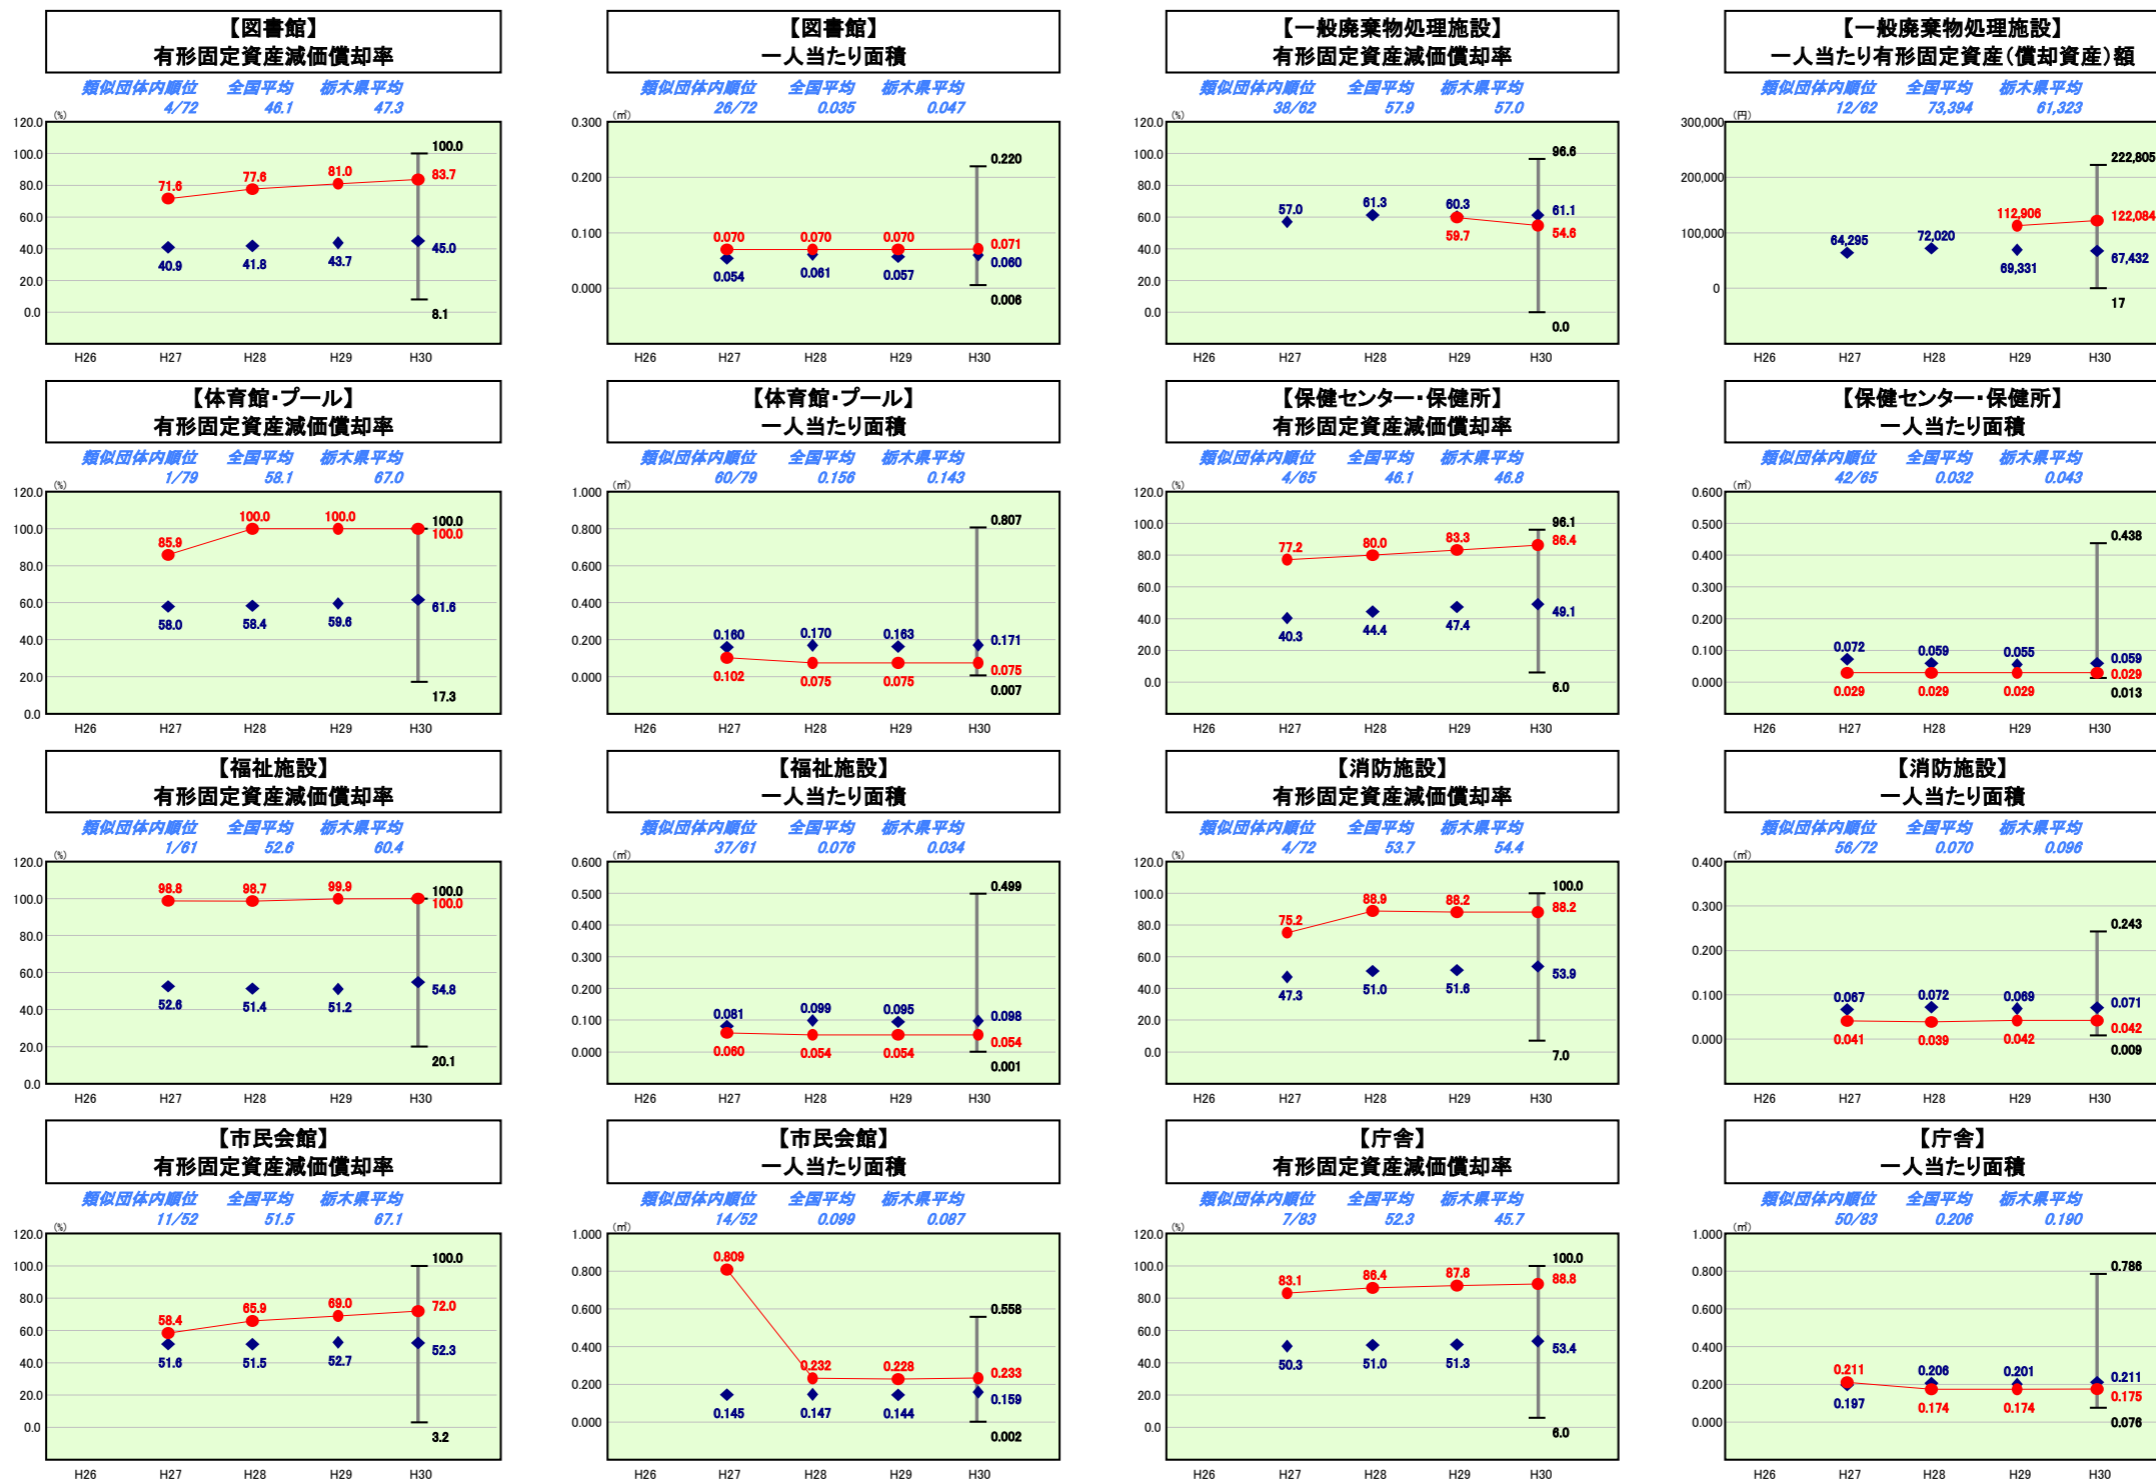 【図書館】
有形固定資産減価償却率
類似団体内順位 全国平均 栃木県平均
4/72 46.1 47.3
(%)
120.0
100.0
80.0
60.0
40.0
20.0
0.0
71.6 77.6 81.0 83.7
40.9 41.8 43.7 45.0
100.0
8.1
H26 H27 H28 H29 H30
【図書館】
一人当たり面積
類似団体内順位 全国平均 栃木県平均
26/72 0.035 0.047
(㎡)
0.300
0.200
0.100
0.000
0.070 0.070 0.070 0.071
0.054 0.061 0.057 0.060
0.220
0.006
H26 H27 H28 H29 H30
【一般廃棄物処理施設】
有形固定資産減価償却率
類似団体内順位 全国平均 栃木県平均
38/62 57.9 57.0
(%)
120.0
100.0
80.0
60.0
40.0
20.0
0.0
57.0 61.3 60.3 61.1
59.7 54.6
96.6
0.0
H26 H27 H28 H29 H30
【一般廃棄物処理施設】
一人当たり有形固定資産(償却資産)額
類似団体内順位 全国平均 栃木県平均
12/62 73,394 61,323
(円)
300,000
200,000
100,000
0
112,906 122,084
64,295 72,020 69,331 67,432
222,805
17
H26 H27 H28 H29 H30
【体育館・プール】
有形固定資産減価償却率
類似団体内順位 全国平均 栃木県平均
1/79 58.1 67.0
(%)
120.0
100.0
80.0
60.0
40.0
20.0
0.0
85.9 100.0 100.0 100.0
58.0 58.4 59.6 61.6
100.0
17.3
H26 H27 H28 H29 H30
【体育館・プール】
一人当たり面積
類似団体内順位 全国平均 栃木県平均
60/79 0.156 0.143
(㎡)
1.000
0.800
0.600
0.400
0.200
0.000
0.160 0.170 0.163 0.171
0.102 0.075 0.075 0.075
0.807
0.007
H26 H27 H28 H29 H30
【保健センター・保健所】
有形固定資産減価償却率
類似団体内順位 全国平均 栃木県平均
4/65 46.1 46.8
(%)
120.0
100.0
80.0
60.0
40.0
20.0
0.0
77.2 80.0 83.3 86.4
40.3 44.4 47.4 49.1
96.1
6.0
H26 H27 H28 H29 H30
【保健センター・保健所】
一人当たり面積
類似団体内順位 全国平均 栃木県平均
42/65 0.032 0.043
(㎡)
0.600
0.500
0.400
0.300
0.200
0.100
0.000
0.072 0.059 0.055 0.059
0.029 0.029 0.029 0.029
0.438
0.013
H26 H27 H28 H29 H30
【福祉施設】
有形固定資産減価償却率
類似団体内順位 全国平均 栃木県平均
1/61 52.6 60.4
(%)
120.0
100.0
80.0
60.0
40.0
20.0
0.0
98.8 98.7 99.9 100.0
52.6 51.4 51.2 54.8
100.0
20.1
H26 H27 H28 H29 H30
【福祉施設】
一人当たり面積
類似団体内順位 全国平均 栃木県平均
37/61 0.076 0.034
(㎡)
0.600
0.500
0.400
0.300
0.200
0.100
0.000
0.081 0.099 0.095 0.098
0.060 0.054 0.054 0.054
0.499
0.001
H26 H27 H28 H29 H30
【消防施設】
有形固定資産減価償却率
類似団体内順位 全国平均 栃木県平均
4/72 53.7 54.4
(%)
120.0
100.0
80.0
60.0
40.0
20.0
0.0
75.2 88.9 88.2 88.2
47.3 51.0 51.6 53.9
100.0
7.0
H26 H27 H28 H29 H30
【消防施設】
一人当たり面積
類似団体内順位 全国平均 栃木県平均
56/72 0.070 0.096
(㎡)
0.400
0.300
0.200
0.100
0.000
0.067 0.072 0.069 0.071
0.041 0.039 0.042 0.042
0.243
0.009
H26 H27 H28 H29 H30
【市民会館】
有形固定資産減価償却率
類似団体内順位 全国平均 栃木県平均
11/52 51.5 67.1
(%)
120.0
100.0
80.0
60.0
40.0
20.0
0.0
58.4 65.9 69.0 72.0
51.6 51.5 52.7 52.3
100.0
3.2
H26 H27 H28 H29 H30
【市民会館】
一人当たり面積
類似団体内順位 全国平均 栃木県平均
14/52 0.099 0.087
(㎡)
1.000
0.800
0.600
0.400
0.200
0.000
0.809 0.232 0.228 0.233
0.145 0.147 0.144 0.159
0.558
0.002
H26 H27 H28 H29 H30
【庁舎】
有形固定資産減価償却率
類似団体内順位 全国平均 栃木県平均
7/83 52.3 45.7
(%)
120.0
100.0
80.0
60.0
40.0
20.0
0.0
83.1 86.4 87.8 88.8
50.3 51.0 51.3 53.4
100.0
6.0
H26 H27 H28 H29 H30
【庁舎】
一人当たり面積
類似団体内順位 全国平均 栃木県平均
50/83 0.206 0.190
(㎡)
1.000
0.800
0.600
0.400
0.200
0.000
0.211 0.206 0.201 0.211
0.197 0.174 0.174 0.175
0.786
0.076
H26 H27 H28 H29 H30